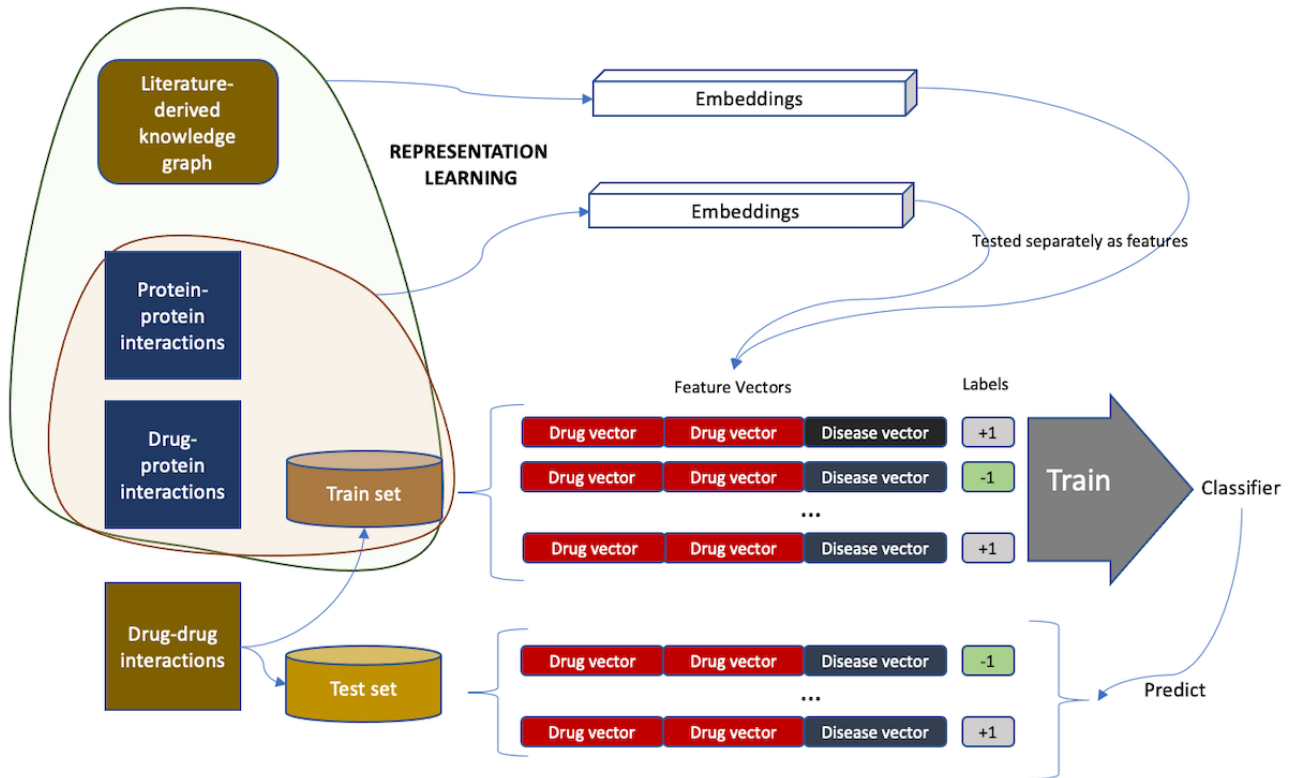 Literature-
derived
knowledge
graph
Embeddings
REPRESENTATION
LEARNING
Embeddings
Tested separately as features
Protein-
protein
interactions
Feature Vectors
Labels
Drug vector Drug vector Disease vector +1
Drug-
protein
interactions
Train set
Drug vector Drug vector Disease vector -1
...
Drug vector Drug vector Disease vector +1
Train
Classifier
Drug-drug
interactions
Test set
Drug vector Drug vector Disease vector -1
...
Drug vector Drug vector Disease vector +1
Predict